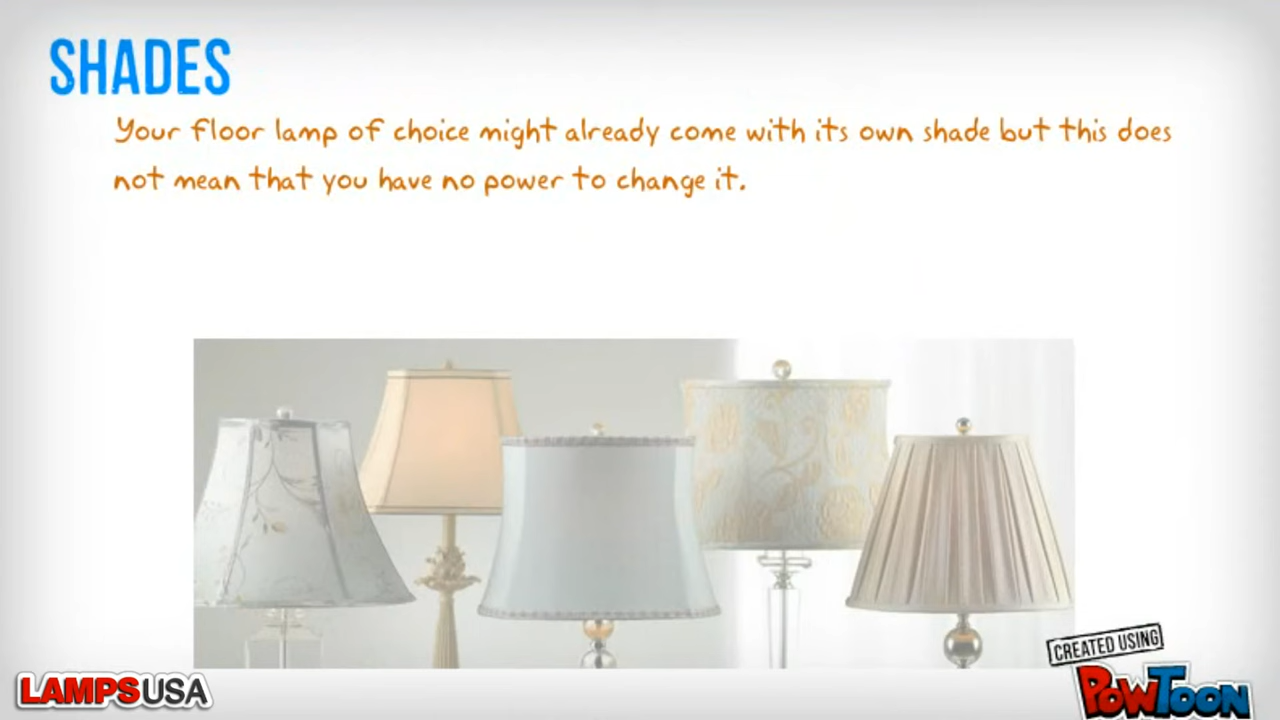 SHADES
Your floor lamp of choice might already come with its own shade but this does
not mean that you have no power to change it.
LAMPSUSA
CREATED USING
POWTOON